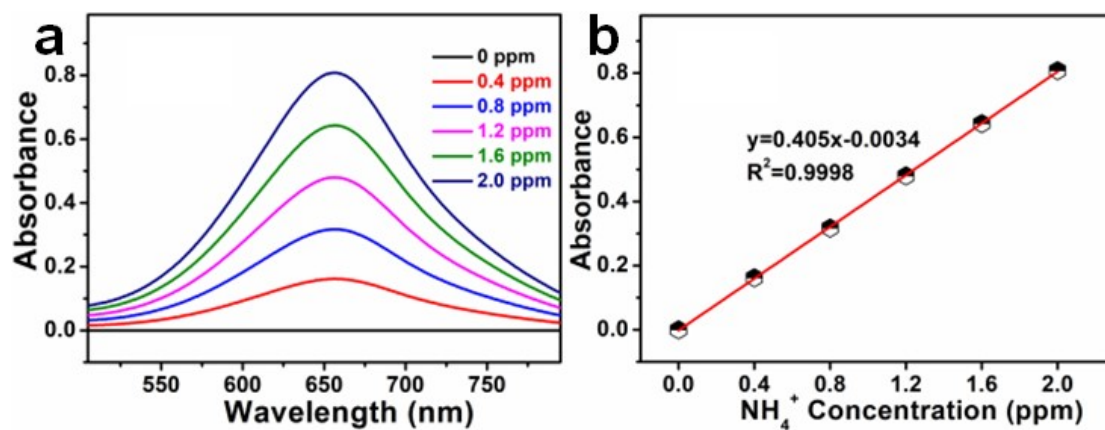 a
0.8
0.6
0.4
0.2
0.0
Absorbance
0 ppm
0.4 ppm
0.8 ppm
1.2 ppm
1.6 ppm
2.0 ppm
550 600 650 700 750
Wavelength (nm)
b
0.8
0.6
0.4
0.2
0.0
Absorbance
y=0.405x-0.0034
R²=0.9998
0.0 0.4 0.8 1.2 1.6 2.0
NH₄⁺ Concentration (ppm)